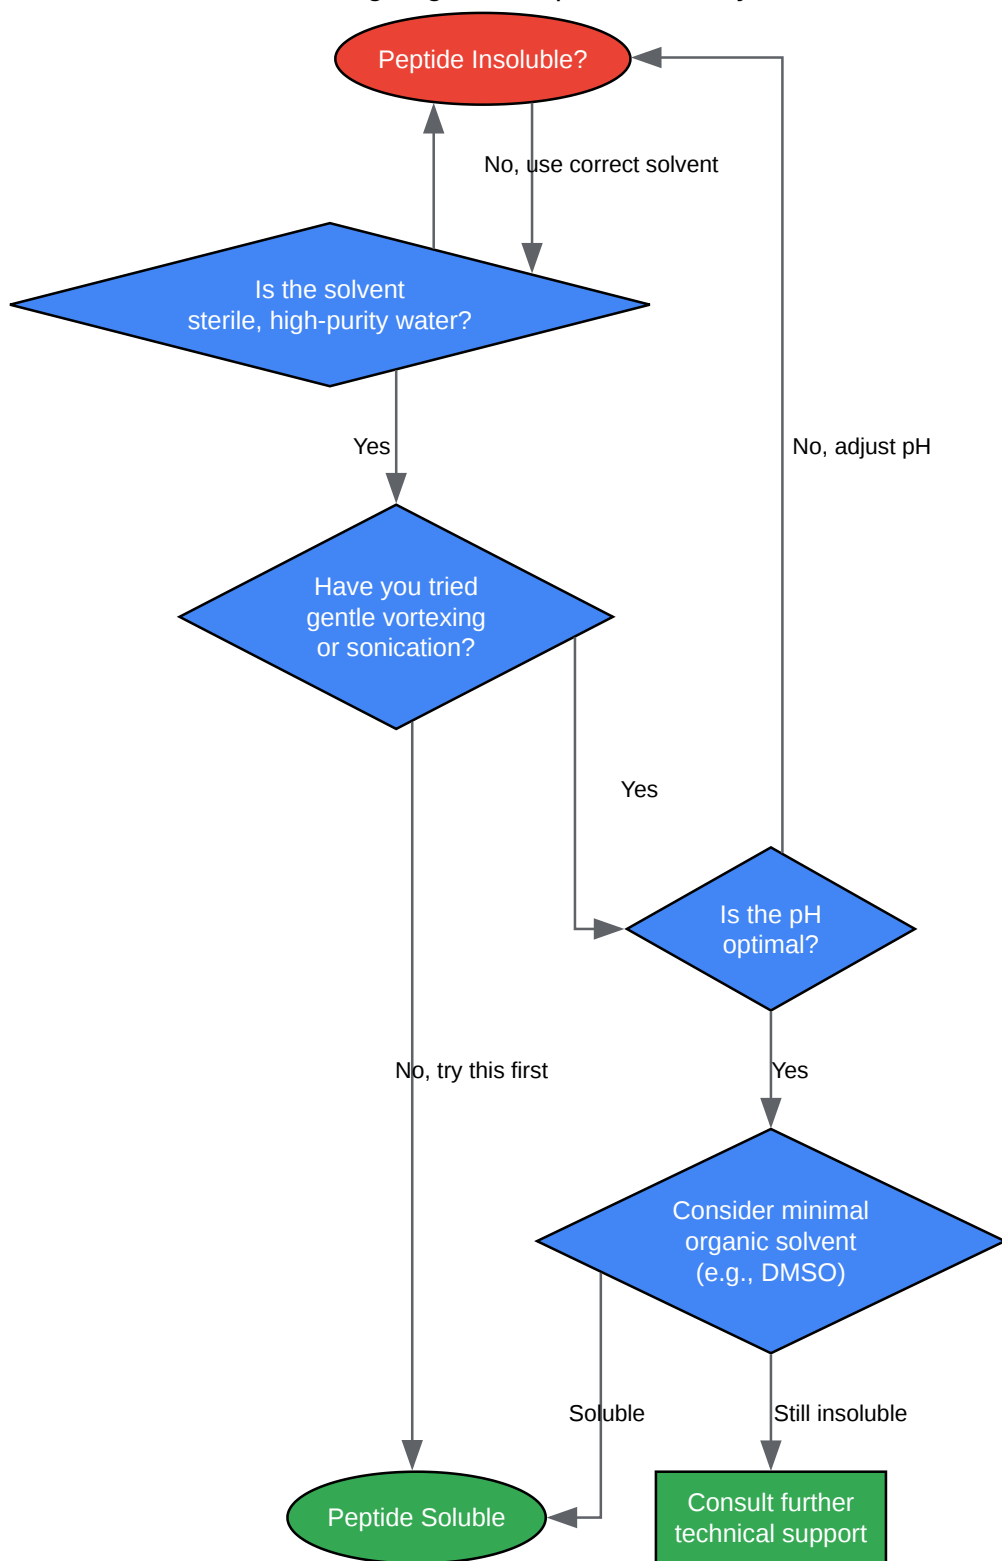 Peptide Insoluble?
No, use correct solvent
Is the solvent
sterile, high-purity water?
Yes
No, adjust pH
Have you tried
gentle vortexing
or sonication?
Yes
Is the pH
optimal?
No, try this first
Yes
Consider minimal
organic solvent
(e.g., DMSO)
Soluble
Still insoluble
Peptide Soluble
Consult further
technical support